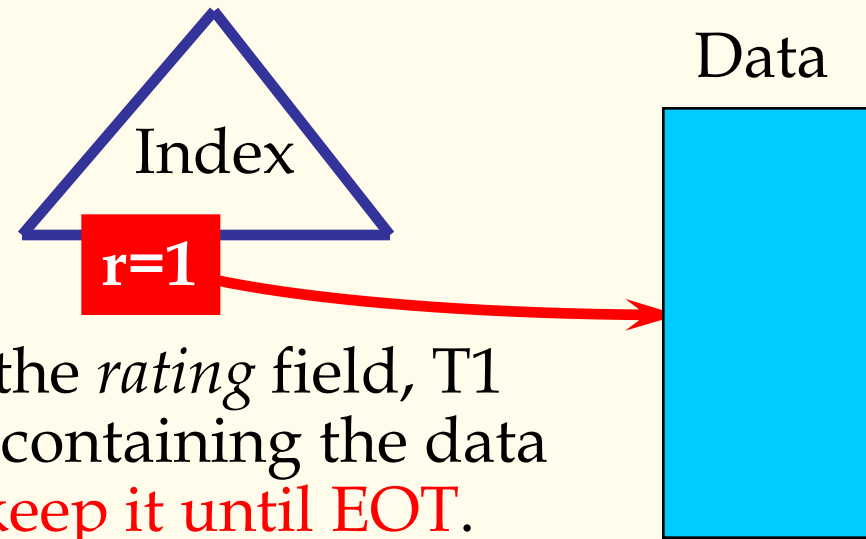 Data
Index
r=1
the rating field, T1
containing the data
keep it until EOT.